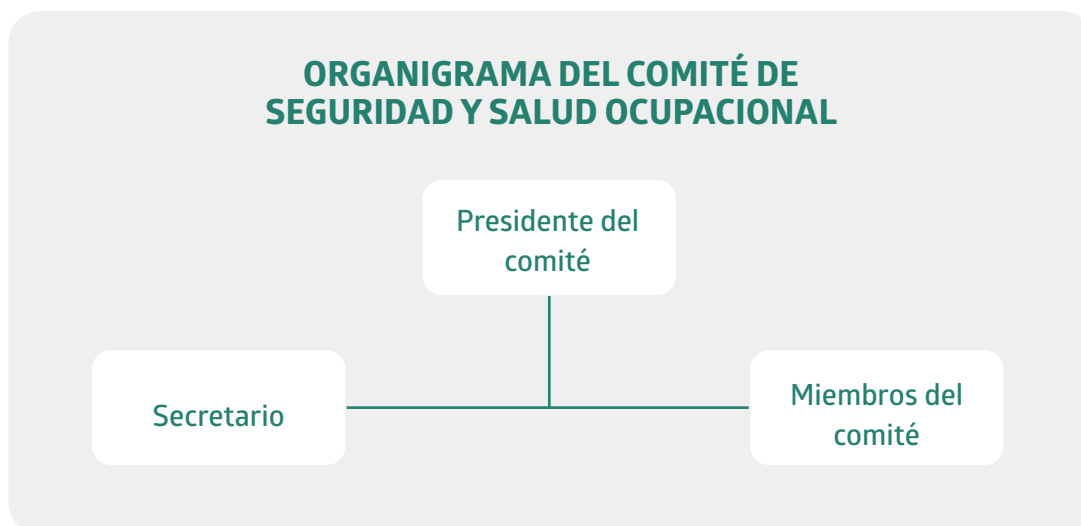 ORGANIGRAMA DEL COMITÉ DE
SEGURIDAD Y SALUD OCUPACIONAL
Presidente del
comité
Secretario
Miembros del
comité